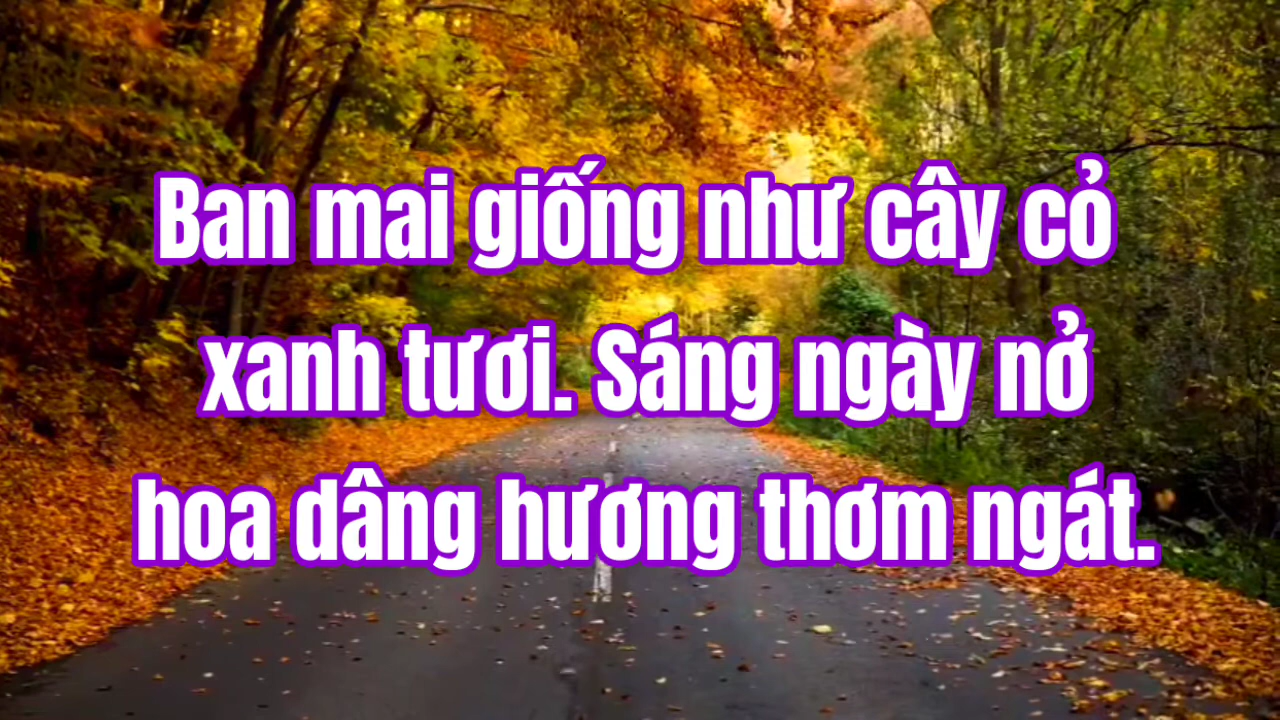 Ban mai giống như cây cỏ
xanh tươi. Sáng ngày nở
hoa dâng hương thơm ngát.